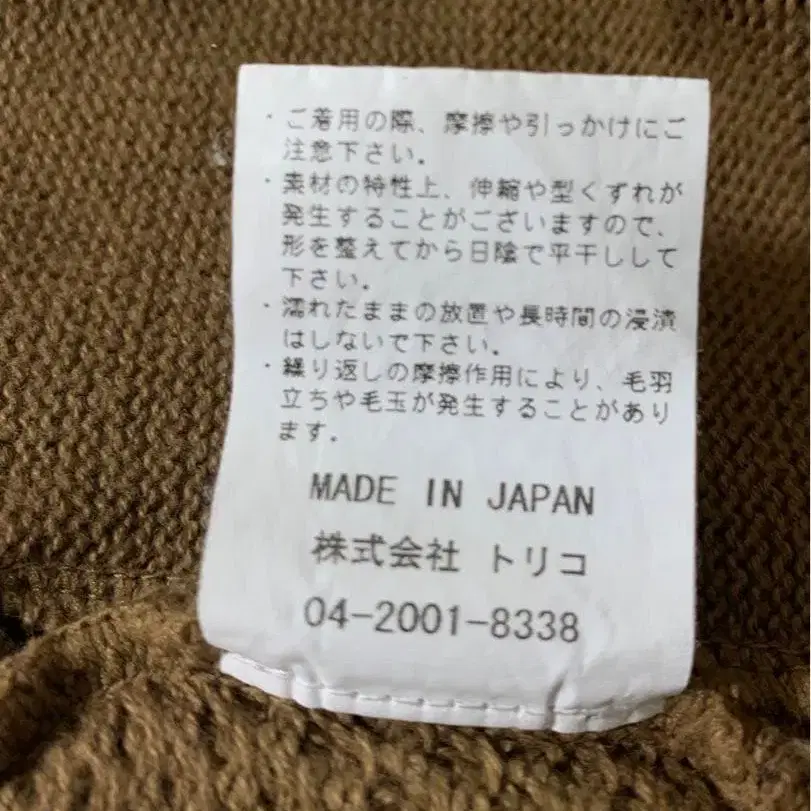 ・ご着用の際、摩擦や引っかけにご
注意下さい。
・素材の特性上、伸縮や型くずれが
発生することがございますので、
形を整えてから日陰で平干しして
下さい。
・濡れたままの放置や長時間の浸漬
はしないで下さい。
・繰り返しの摩擦作用により、毛羽
立ちや毛玉が発生することがあり
ます。
MADE IN JAPAN
株式会社 トリコ
04-2001-8338